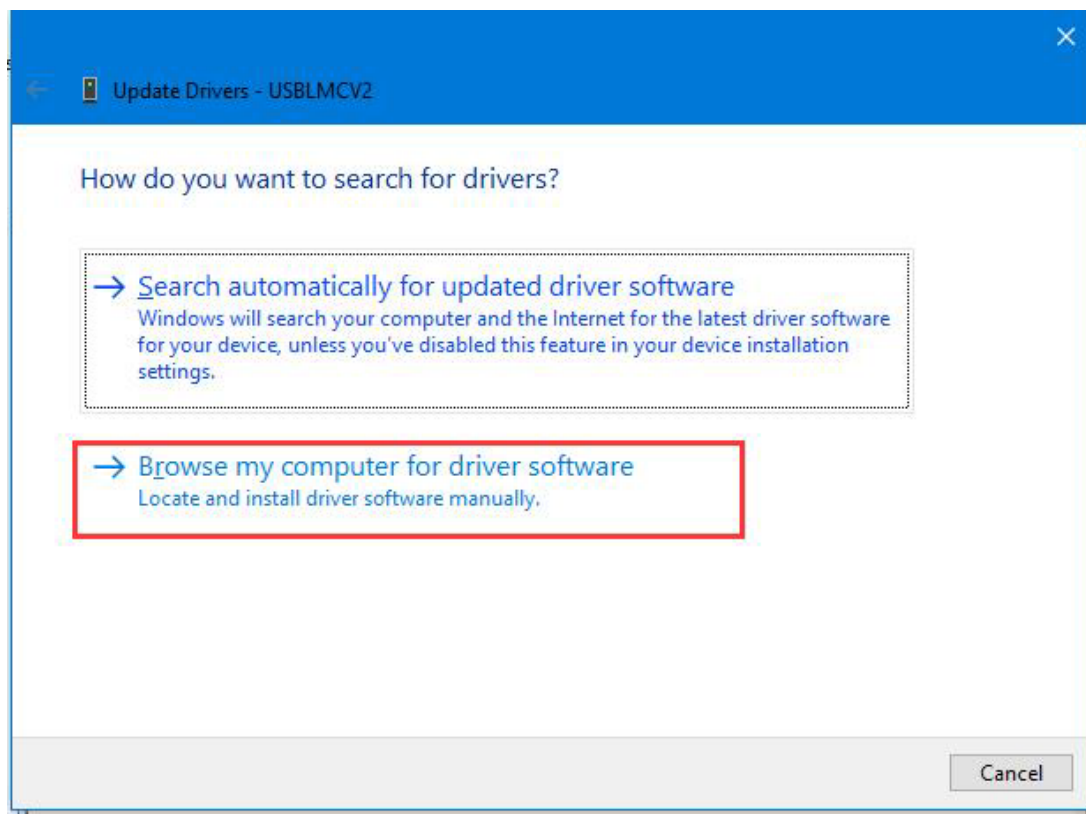 Update Drivers - USBLMCV2
How do you want to search for drivers?
Search automatically for updated driver software
Windows will search your computer and the Internet for the latest driver software
for your device, unless you've disabled this feature in your device installation
settings.
Browse my computer for driver software
Locate and install driver software manually.
Cancel